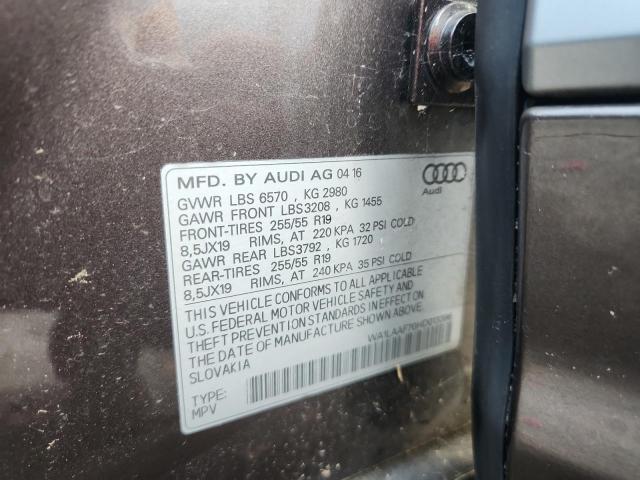 MFD. BY AUDI AG 04 16
Audi
GVWR LBS 6570 , KG 2980
GAWR FRONT LBS3208 , KG 1455
FRONT-TIRES 255/55 R19
8,5JX19 RIMS, AT 220 KPA 32 PSI COLD
GAWR REAR LBS3792 , KG 1720
REAR-TIRES 255/55 R19
8,5JX19 RIMS, AT 240 KPA 35 PSI COLD
THIS VEHICLE CONFORMS TO ALL APPLICABLE
U.S. FEDERAL MOTOR VEHICLE SAFETY AND
THEFT PREVENTION STANDARDS IN EFFECT ON
THE DATE OF MANUFACTURE SHOWN ABOVE.
SLOVAKIA
TYPE:
MPV